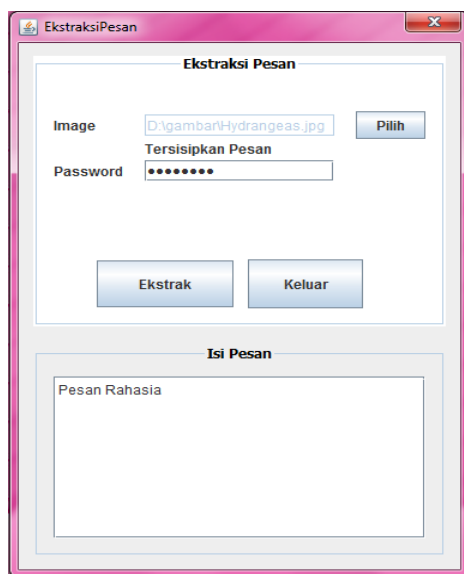 EkstraksiPesan
Ekstraksi Pesan
Image D:\gambar\Hydrangeas.jpg Pilih
Tersisipkan Pesan
Password ••••••••
Ekstrak Keluar
Isi Pesan
Pesan Rahasia